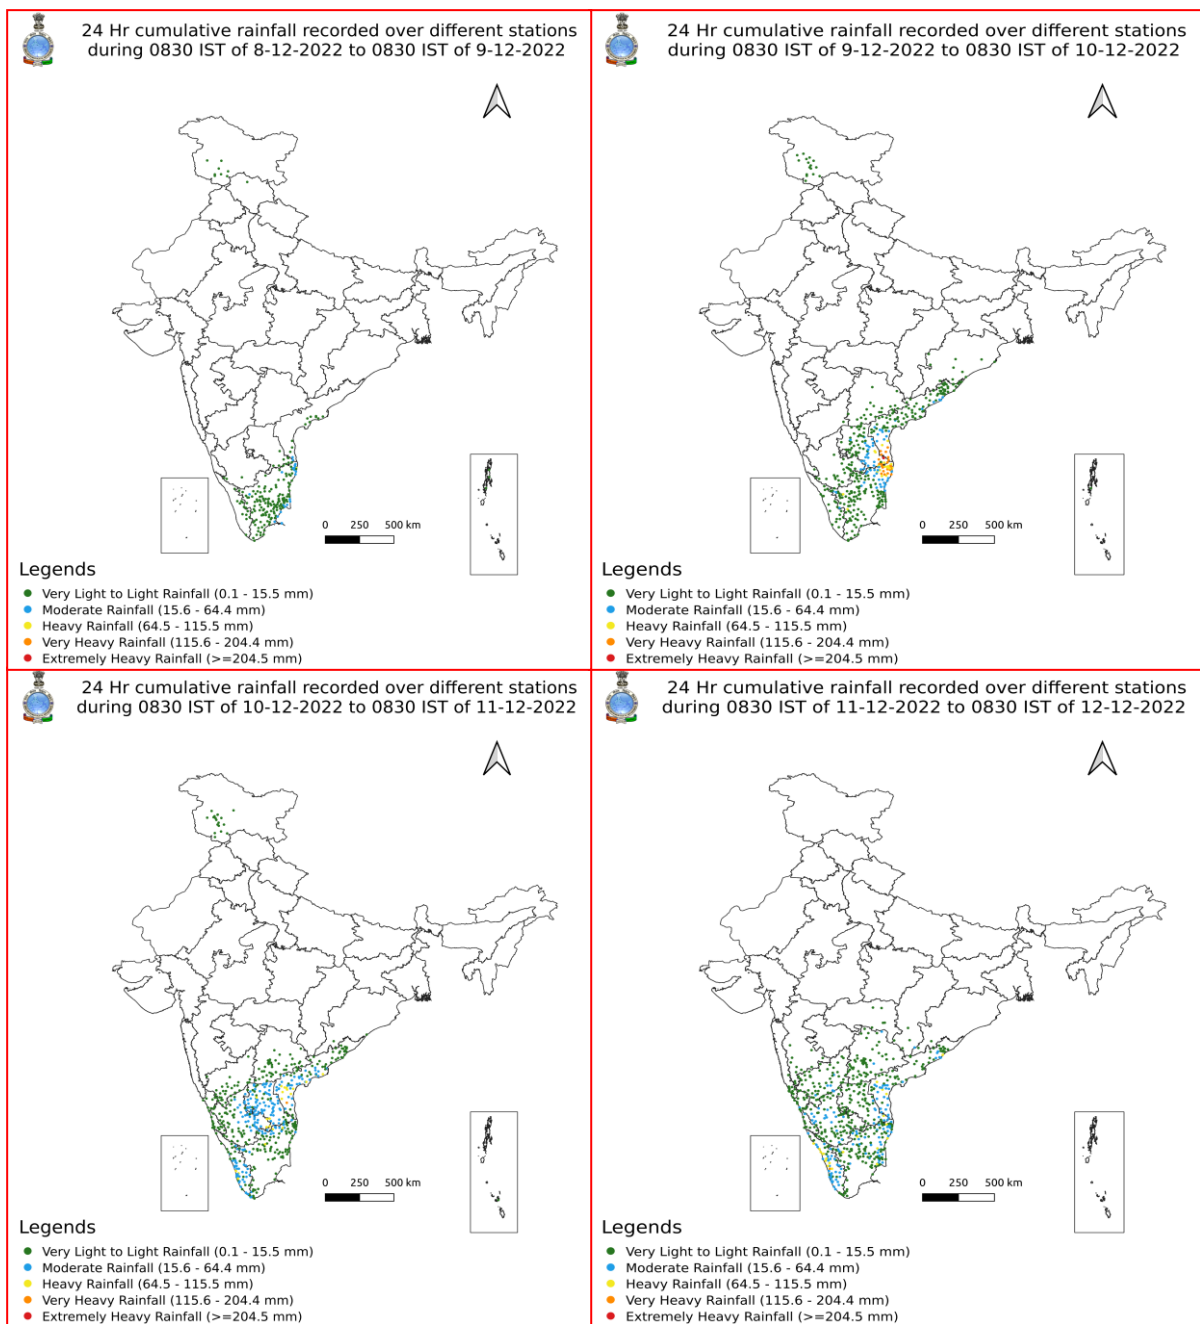 24 Hr cumulative rainfall recorded over different stations
during 0830 IST of 8-12-2022 to 0830 IST of 9-12-2022
0 250 500 km
Legends
Very Light to Light Rainfall (0.1 - 15.5 mm)
Moderate Rainfall (15.6 - 64.4 mm)
Heavy Rainfall (64.5 - 115.5 mm)
Very Heavy Rainfall (115.6 - 204.4 mm)
Extremely Heavy Rainfall (>=204.5 mm)
24 Hr cumulative rainfall recorded over different stations
during 0830 IST of 9-12-2022 to 0830 IST of 10-12-2022
0 250 500 km
Legends
Very Light to Light Rainfall (0.1 - 15.5 mm)
Moderate Rainfall (15.6 - 64.4 mm)
Heavy Rainfall (64.5 - 115.5 mm)
Very Heavy Rainfall (115.6 - 204.4 mm)
Extremely Heavy Rainfall (>=204.5 mm)
24 Hr cumulative rainfall recorded over different stations
during 0830 IST of 10-12-2022 to 0830 IST of 11-12-2022
0 250 500 km
Legends
Very Light to Light Rainfall (0.1 - 15.5 mm)
Moderate Rainfall (15.6 - 64.4 mm)
Heavy Rainfall (64.5 - 115.5 mm)
Very Heavy Rainfall (115.6 - 204.4 mm)
Extremely Heavy Rainfall (>=204.5 mm)
24 Hr cumulative rainfall recorded over different stations
during 0830 IST of 11-12-2022 to 0830 IST of 12-12-2022
0 250 500 km
Legends
Very Light to Light Rainfall (0.1 - 15.5 mm)
Moderate Rainfall (15.6 - 64.4 mm)
Heavy Rainfall (64.5 - 115.5 mm)
Very Heavy Rainfall (115.6 - 204.4 mm)
Extremely Heavy Rainfall (>=204.5 mm)